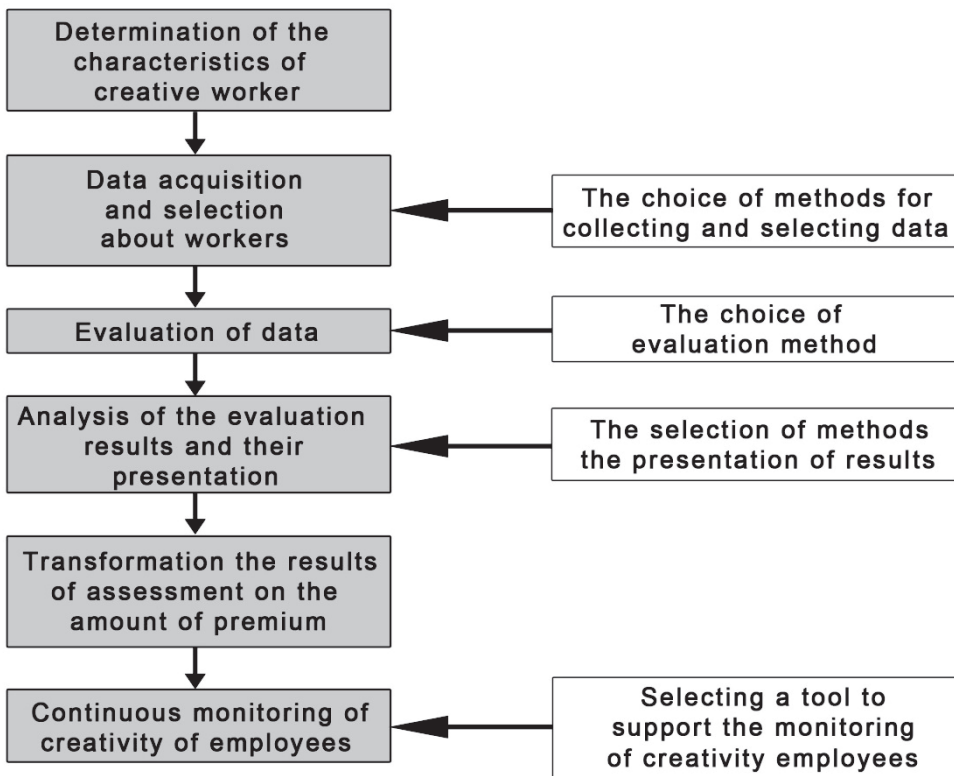 Determination of the
characteristics of
creative worker
Data acquisition
and selection
about workers
The choice of methods for
collecting and selecting data
Evaluation of data
The choice of
evaluation method
Analysis of the evaluation
results and their
presentation
The selection of methods
the presentation of results
Transformation the results
of assessment on the
amount of premium
Continuous monitoring of
creativity of employees
Selecting a tool to
support the monitoring
of creativity employees